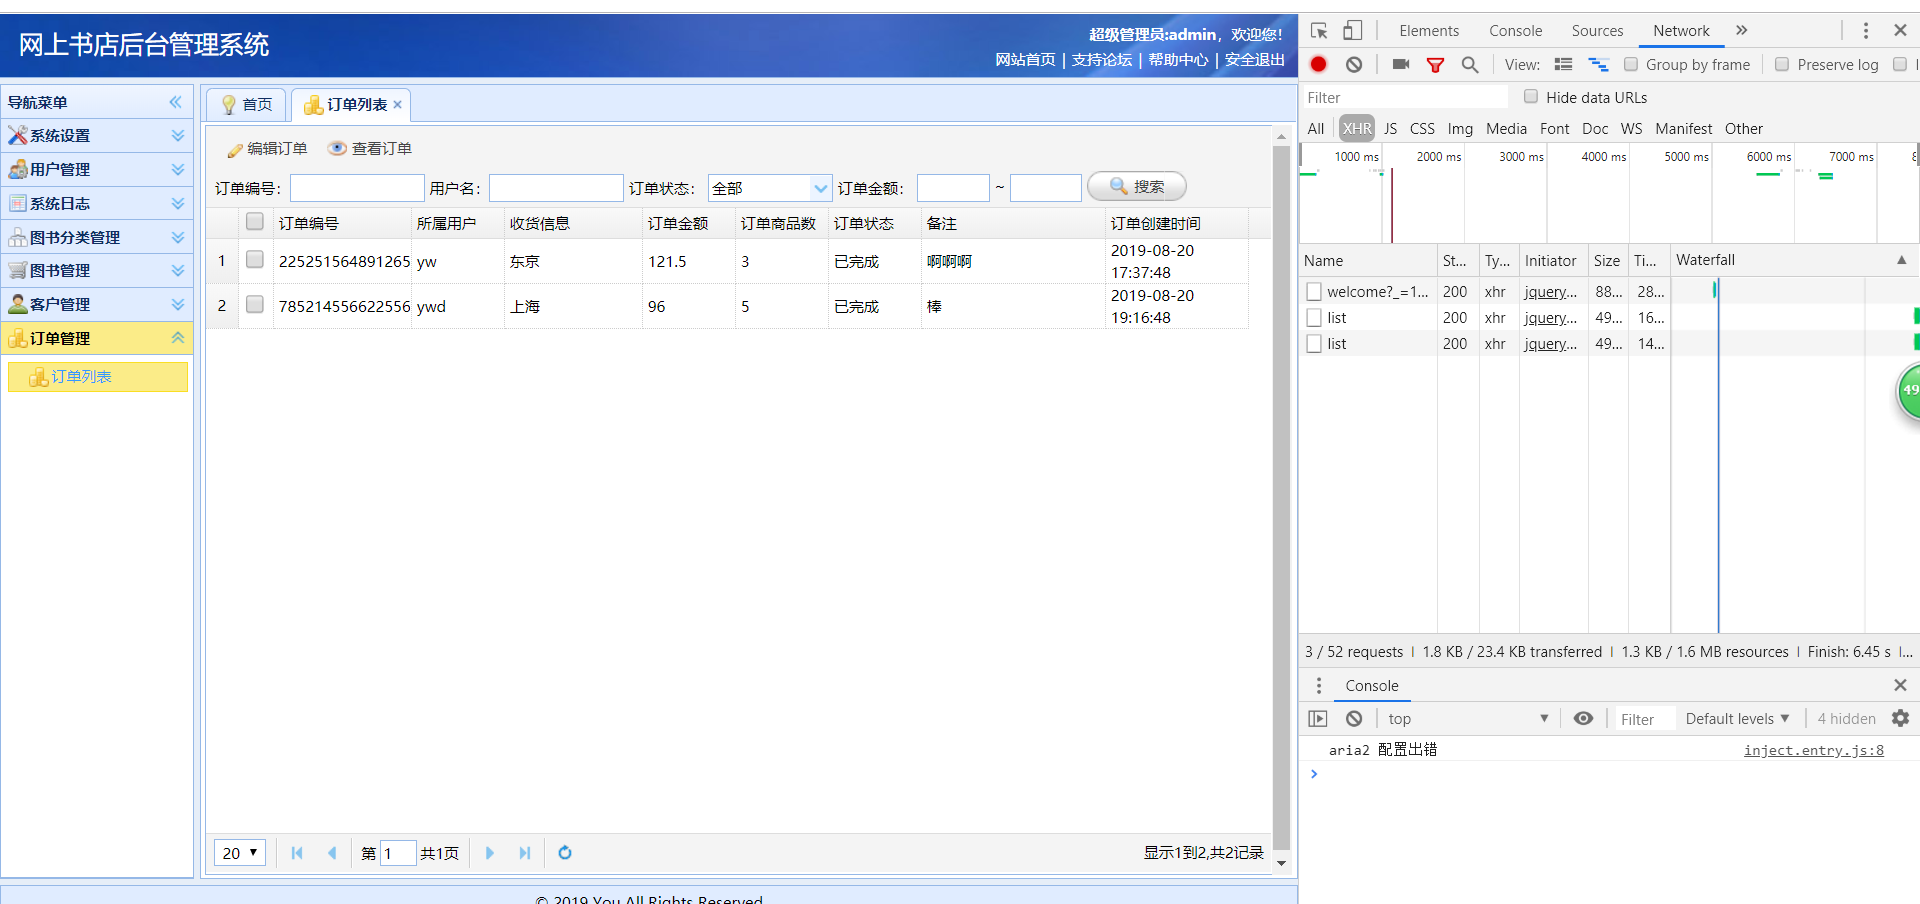 网上书店后台管理系统
超级管理员:admin，欢迎您!
网站首页 | 支持论坛 | 帮助中心 | 安全退出
导航菜单
系统设置
用户管理
系统日志
图书分类管理
图书管理
客户管理
订单管理
订单列表
首页
订单列表
编辑订单 查看订单
订单编号: 用户名: 订单状态: 全部 订单金额: ~ 搜索
订单编号 所属用户 收货信息 订单金额 订单商品数 订单状态 备注 订单创建时间
1 225251564891265 yw 东京 121.5 3 已完成 啊啊啊 2019-08-20 17:37:48
2 785214556622556 ywd 上海 96 5 已完成 棒 2019-08-20 19:16:48
20 第 1 共1页 显示1到2,共2记录
© 2019 You All Rights Reserved
Elements Console Sources Network
View: Group by frame Preserve log
Filter Hide data URLs
All XHR JS CSS Img Media Font Doc WS Manifest Other
1000 ms 2000 ms 3000 ms 4000 ms 5000 ms 6000 ms 7000 ms
Name St... Ty... Initiator Size Ti... Waterfall
welcome?_=1... 200 xhr jquery... 88... 28...
list 200 xhr jquery... 49... 16...
list 200 xhr jquery... 49... 14...
49
3 / 52 requests 1.8 KB / 23.4 KB transferred 1.3 KB / 1.6 MB resources Finish: 6.45 s ...
Console
top Filter Default levels 4 hidden
aria2 配置出错 inject.entry.js:8